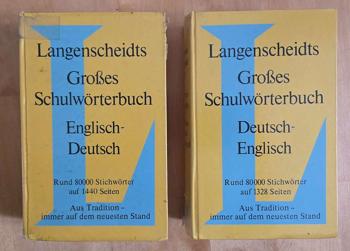 Langenscheidts
Großes
Schulwörterbuch
Englisch-
Deutsch
Rund 80000 Stichwörter
auf 1440 Seiten
Aus Tradition –
immer auf dem neuesten Stand
Langenscheidts
Großes
Schulwörterbuch
Deutsch-
Englisch
Rund 80000 Stichwörter
auf 1328 Seiten
Aus Tradition –
immer auf dem neuesten Stand